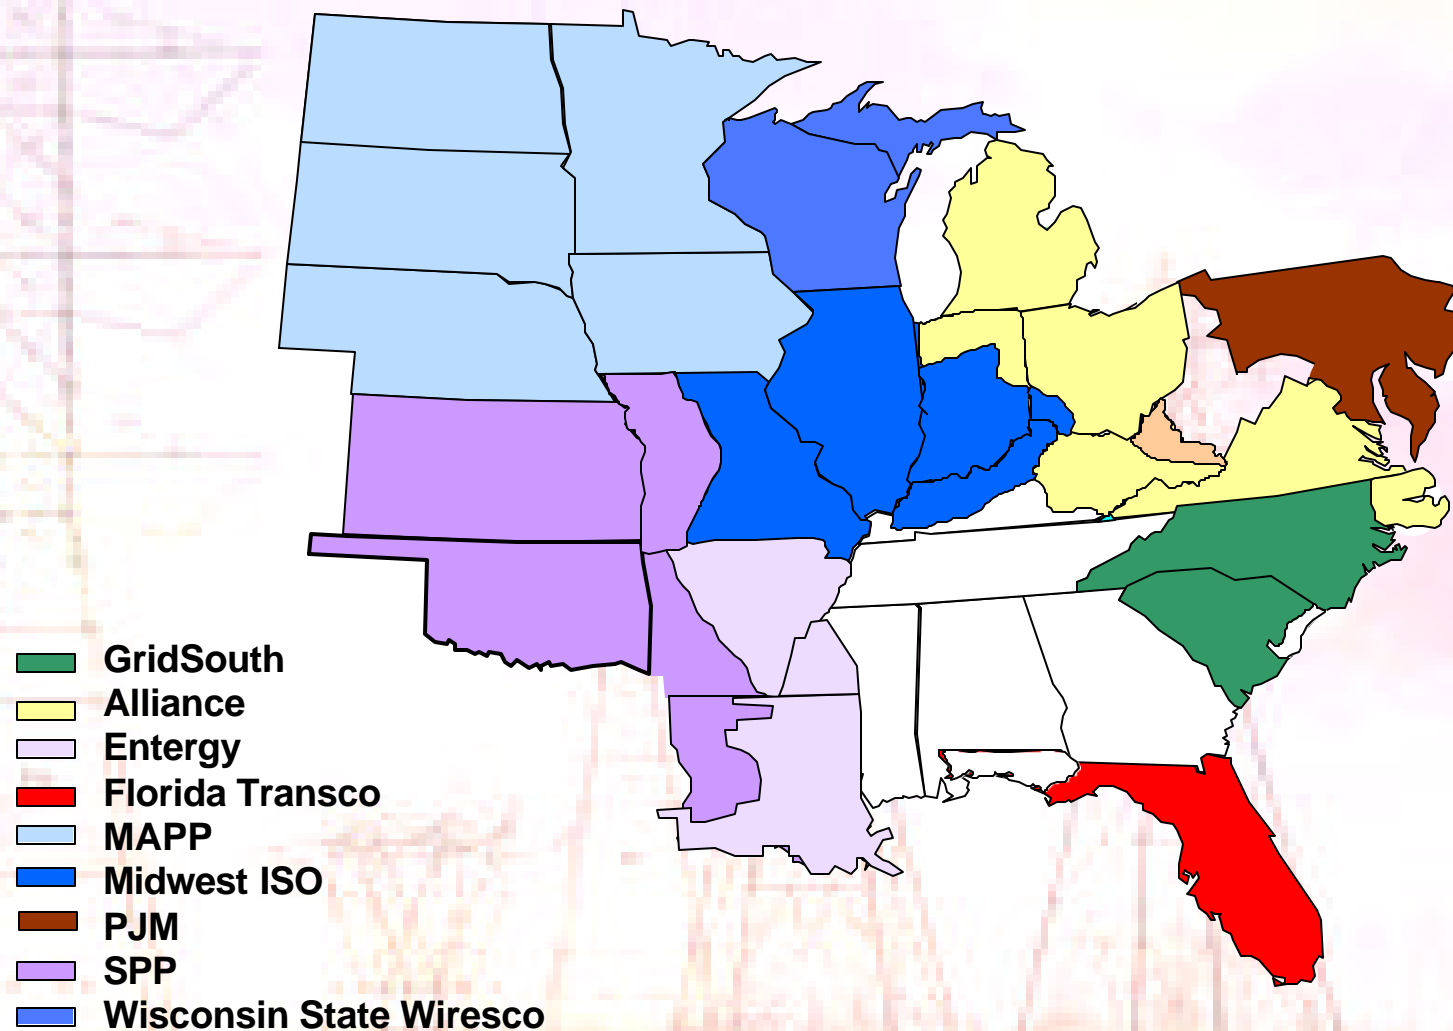 GridSouth
Alliance
Entergy
Florida Transco
MAPP
Midwest ISO
PJM
SPP
Wisconsin State Wiresco